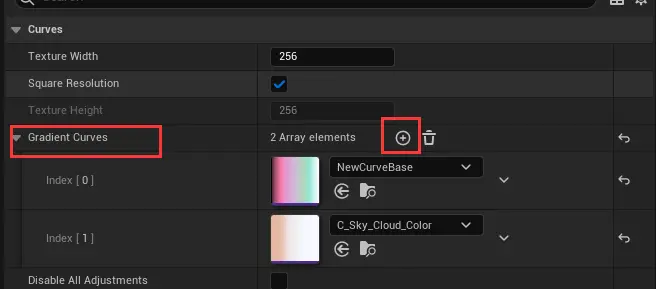 Search
Curves
Texture Width 256
Square Resolution
Texture Height 256
Gradient Curves 2 Array elements
Index [ 0 ] NewCurveBase
Index [ 1 ] C_Sky_Cloud_Color
Disable All Adjustments